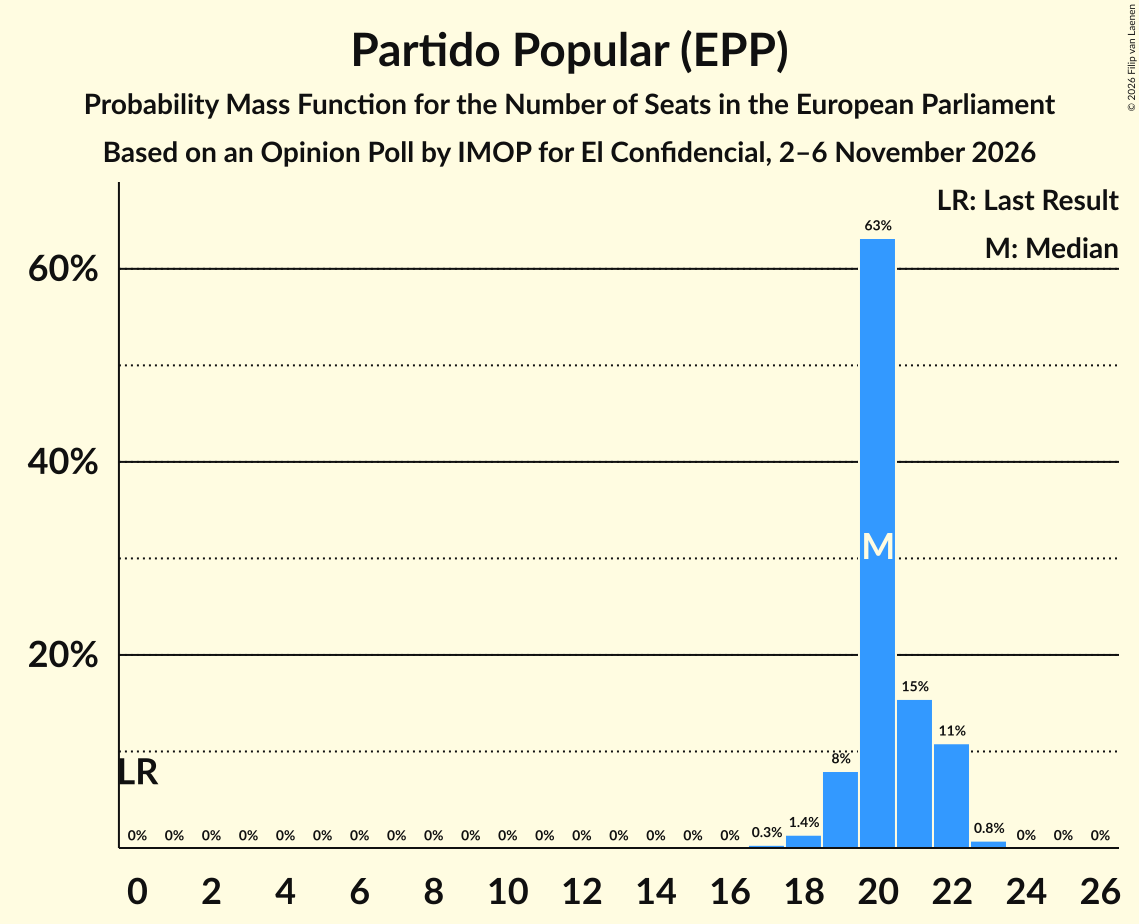 Partido Popular (EPP)
Probability Mass Function for the Number of Seats in the European Parliament
Based on an Opinion Poll by IMOP for El Confidencial, 2–6 November 2026
© 2026 Filip van Laenen
LR: Last Result
M: Median
60%
40%
20%
63%
M
15%
11%
8%
LR
0% 0% 0% 0% 0% 0% 0% 0% 0% 0% 0% 0% 0% 0% 0% 0% 0% 0.3% 1.4% 0.8% 0% 0% 0%
0 2 4 6 8 10 12 14 16 18 20 22 24 26